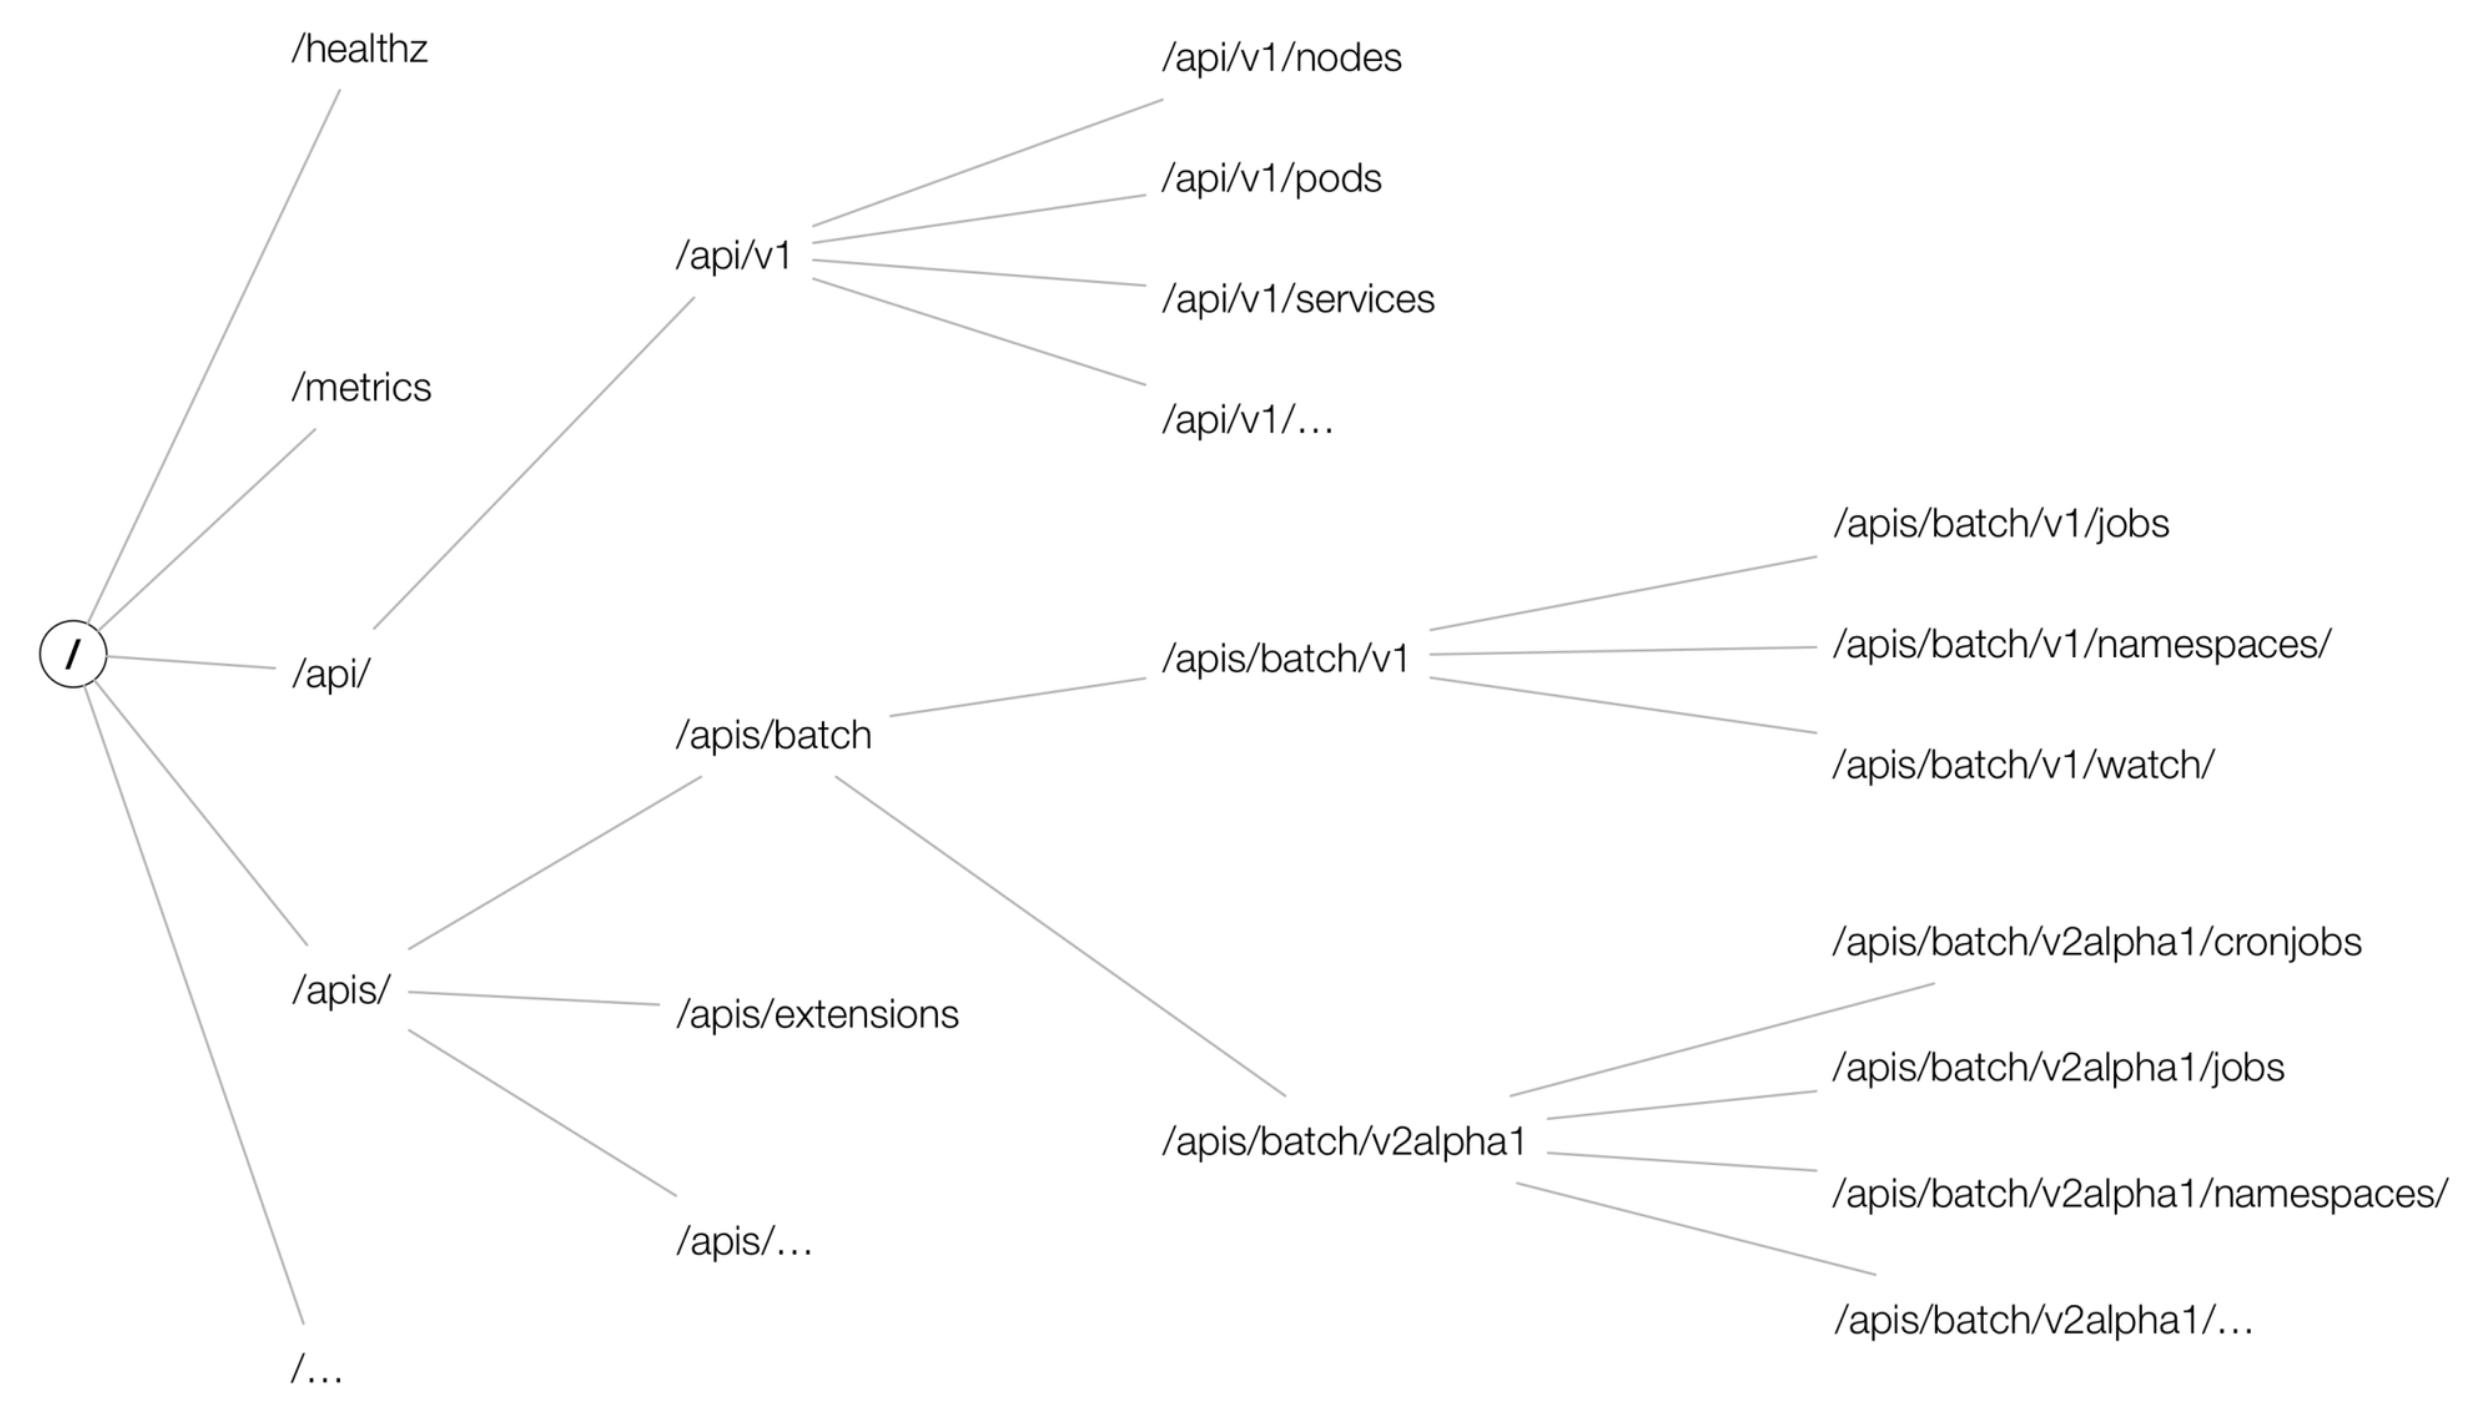 /healthz
/metrics
/
/api/
/apis/
/...
/api/v1
/apis/batch
/apis/extensions
/apis/...
/api/v1/nodes
/api/v1/pods
/api/v1/services
/api/v1/...
/apis/batch/v1
/apis/batch/v2alpha1
/apis/batch/v1/jobs
/apis/batch/v1/namespaces/
/apis/batch/v1/watch/
/apis/batch/v2alpha1/cronjobs
/apis/batch/v2alpha1/jobs
/apis/batch/v2alpha1/namespaces/
/apis/batch/v2alpha1/...